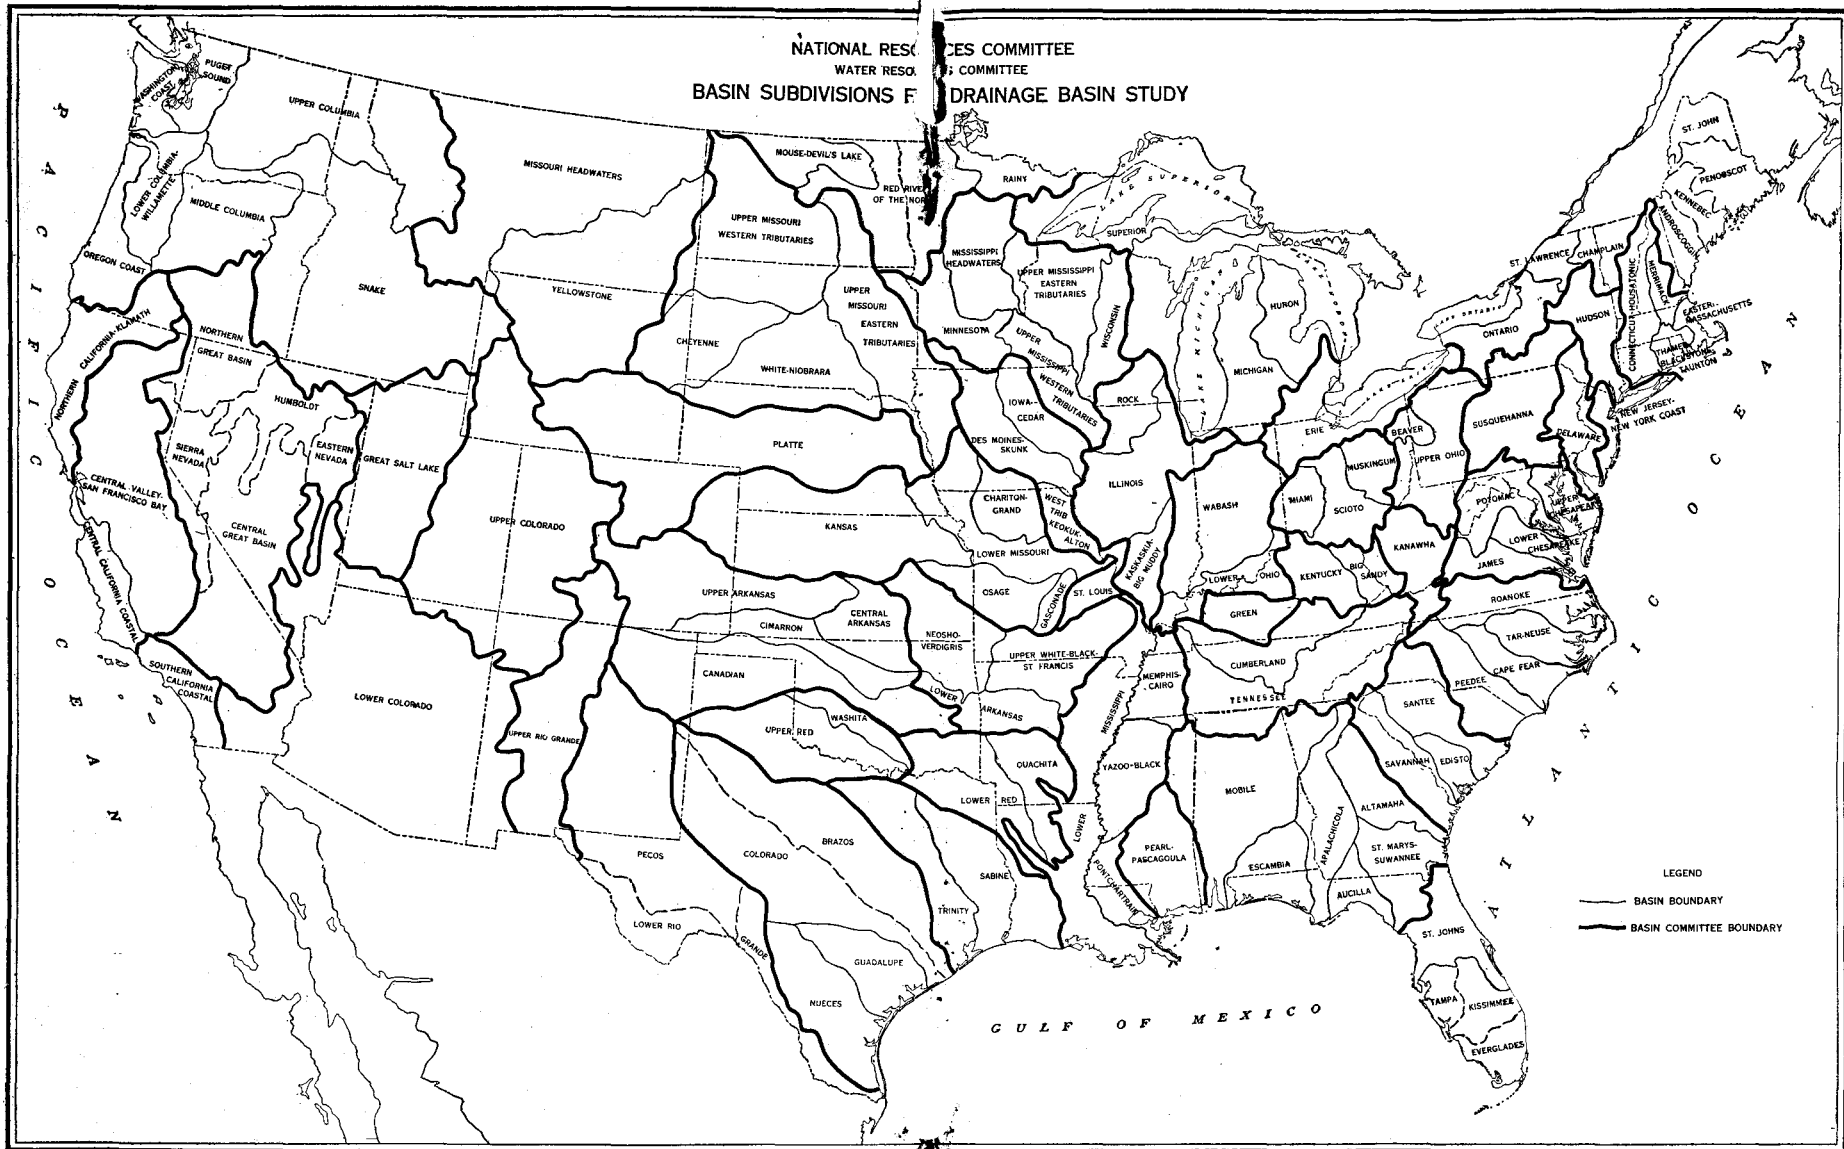 NATIONAL RES CES COMMITTEE
WATER RESO S COMMITTEE
BASIN SUBDIVISIONS F DRAINAGE BASIN STUDY
PACIFIC OCEAN
WASHINGTON
COAST
PUGET
SOUND
UPPER COLUMBIA
LOWER COLUMBIA-
WILLAMETTE
MIDDLE COLUMBIA
OREGON COAST
SNAKE
MISSOURI HEADWATERS
YELLOWSTONE
MOUSE-DEVIL'S LAKE
RED RIVE
OF THE NOR
RAINY
UPPER MISSOURI
WESTERN TRIBUTARIES
UPPER
MISSOURI
EASTERN
TRIBUTARIES
CHEYENNE
WHITE-NIOBRARA
MISSISSIPPI
HEADWATERS
UPPER MISSISSIPPI
EASTERN
TRIBUTARIES
MINNESOTA
UPPER
MISSISSIPPI
WESTERN
TRIBUTARIES
WISCONSIN
ROCK
IOWA-
CEDAR
DES MOINES-
SKUNK
LAKE SUPERIOR
SUPERIOR
LAKE MICHIGAN
MICHIGAN
HURON
LAKE HURON
LAKE ONTARIO
ONTARIO
ERIE
ST. LAWRENCE
CHAMPLAIN
HUDSON
CONNECTICUT-HOUSATONIC
MERRIMACK
ANDROSCOGGIN
KENNEBEC
PENOBSCOT
ST. JOHN
EASTERN
MASSACHUSETTS
THAMES
BLACKSTONE
TAUNTON
NEW JERSEY-
NEW YORK COAST
DELAWARE
SUSQUEHANNA
NORTHERN CALIFORNIA-KLAMATH
NORTHERN
GREAT BASIN
HUMBOLDT
SIERRA
NEVADA
EASTERN
NEVADA
GREAT SALT LAKE
CENTRAL
GREAT BASIN
CENTRAL VALLEY-
SAN FRANCISCO BAY
CENTRAL CALIFORNIA COASTAL
SOUTHERN
CALIFORNIA
COASTAL
UPPER COLORADO
LOWER COLORADO
UPPER RIO GRANDE
PLATTE
KANSAS
CHARITON-
GRAND
WEST
TRIB
KEOKUK-
ALTON
LOWER MISSOURI
OSAGE
GASCONADE
ST. LOUIS
ILLINOIS
KASKASKIA-
BIG MUDDY
WABASH
MIAMI
SCIOTO
MUSKINGUM
BEAVER
UPPER OHIO
LOWER OHIO
KENTUCKY
BIG
SANDY
KANAWHA
GREEN
POTOMAC
UPPER
CHESAPEAKE
LOWER
CHESAPEAKE
JAMES
ROANOKE
TAR-NEUSE
CAPE FEAR
PEEDEE
SANTEE
EDISTO
SAVANNAH
ALTAMAHA
CUMBERLAND
TENNESSEE
MEMPHIS-
CAIRO
UPPER ARKANSAS
CIMARRON
CENTRAL
ARKANSAS
NEOSHO-
VERDIGRIS
UPPER WHITE-BLACK-
ST FRANCIS
CANADIAN
LOWER
ARKANSAS
WASHITA
UPPER RED
OUACHITA
LOWER RED
LOWER
MISSISSIPPI
YAZOO-BLACK
PEARL-
PASCAGOULA
PONTCHARTRAIN
MOBILE
ESCAMBIA
APALACHICOLA
AUCILLA
ST. MARYS-
SUWANNEE
ST. JOHNS
TAMPA
KISSIMMEE
EVERGLADES
PECOS
LOWER RIO
GRANDE
COLORADO
BRAZOS
TRINITY
SABINE
GUADALUPE
NUECES
GULF OF MEXICO
ATLANTIC OCEAN
LEGEND
BASIN BOUNDARY
BASIN COMMITTEE BOUNDARY